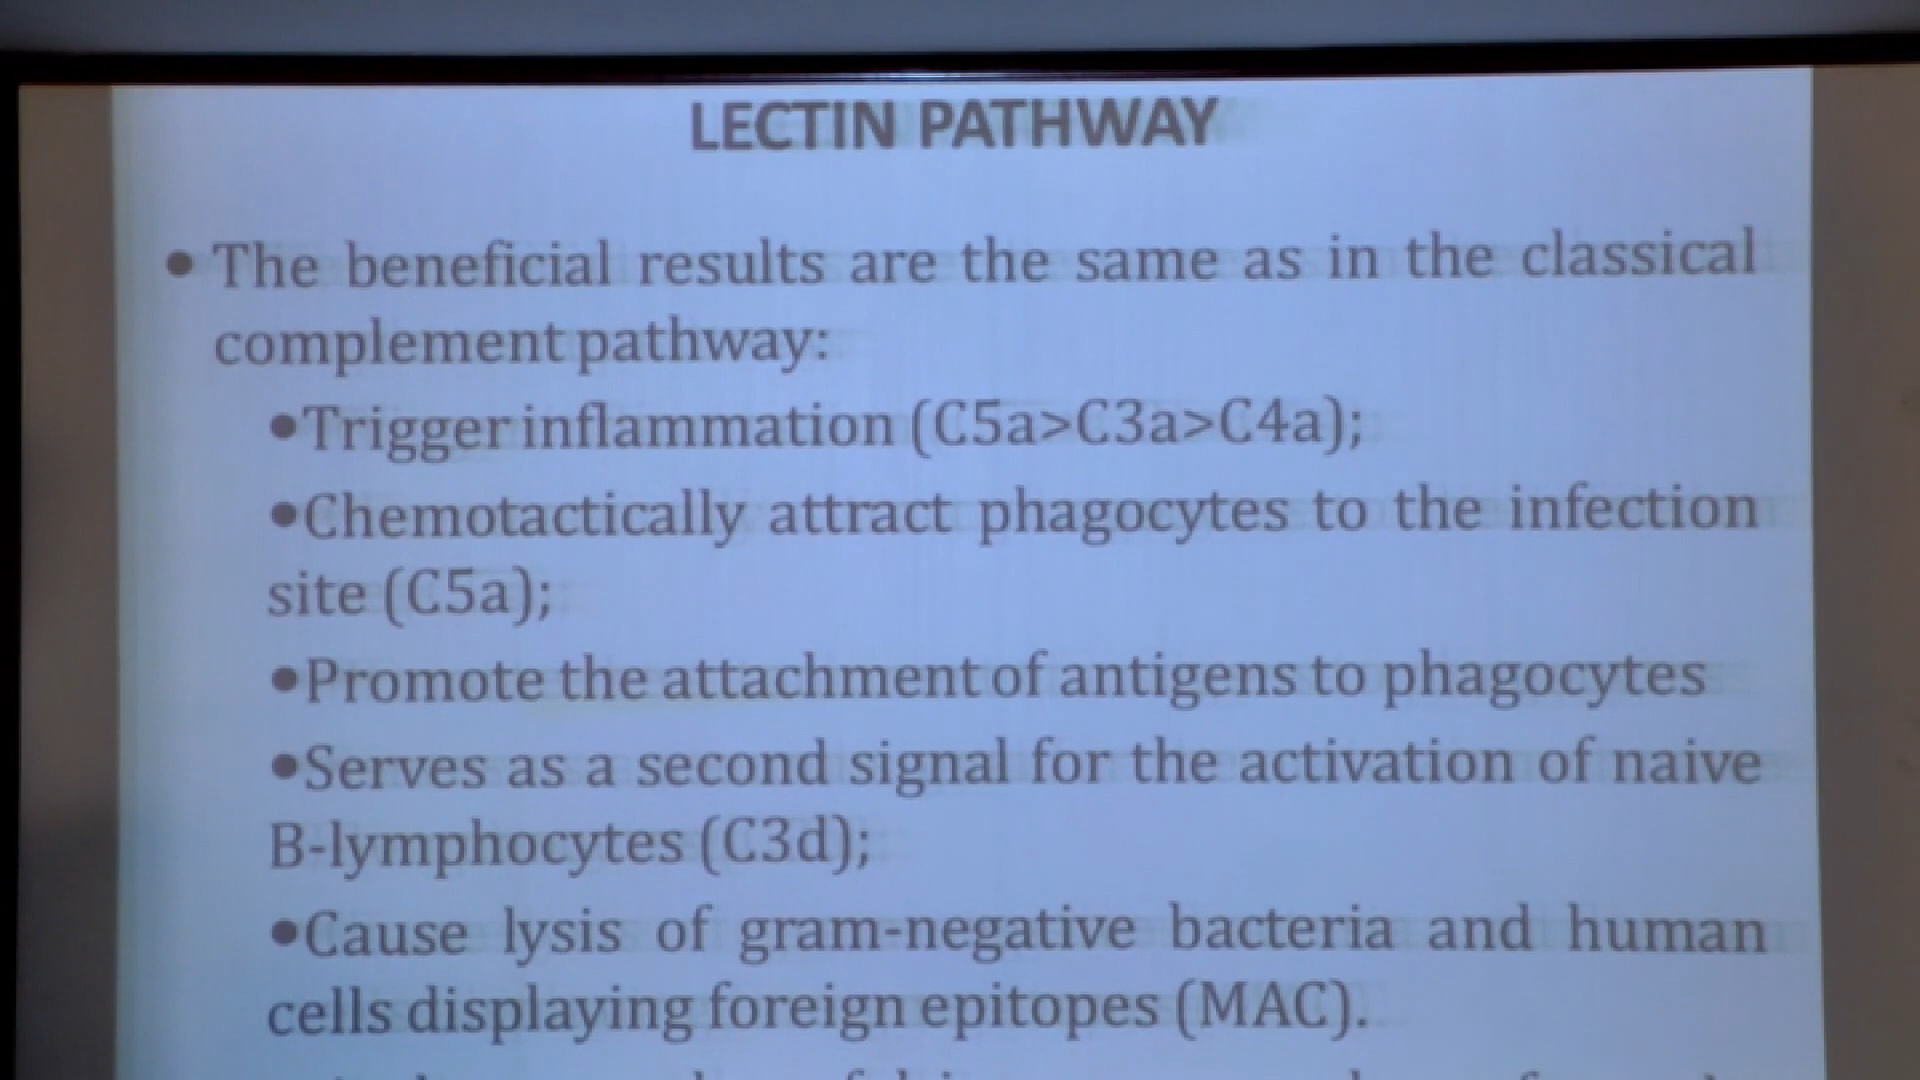 LECTIN PATHWAY
• The beneficial results are the same as in the classical
complement pathway:
•Trigger inflammation (C5a>C3a>C4a);
•Chemotactically attract phagocytes to the infection
site (C5a);
•Promote the attachment of antigens to phagocytes
•Serves as a second signal for the activation of naive
B-lymphocytes (C3d);
•Cause lysis of gram-negative bacteria and human
cells displaying foreign epitopes (MAC).